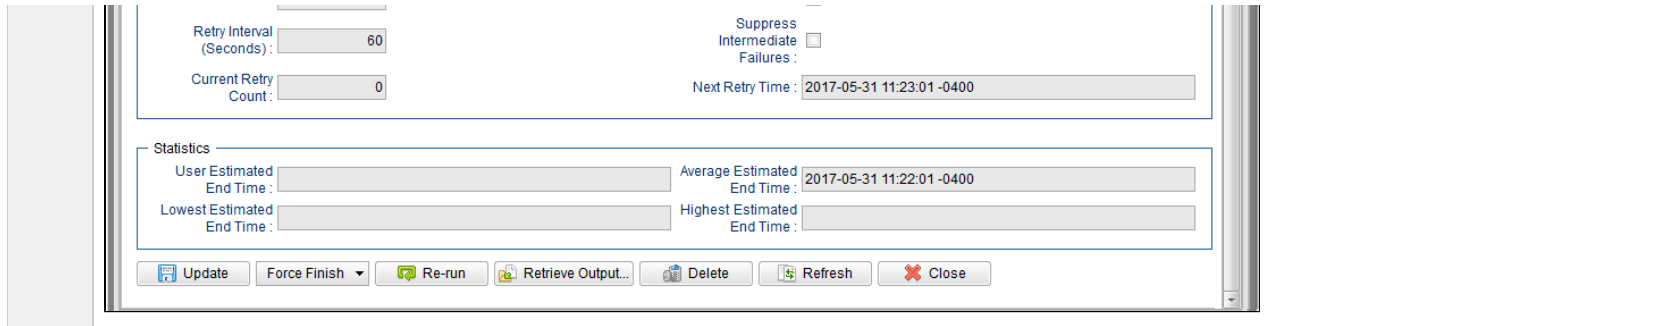 Retry Interval
(Seconds) :
60
Suppress
Intermediate
Failures :
Current Retry
Count :
0
Next Retry Time : 2017-05-31 11:23:01 -0400
Statistics
User Estimated
End Time :
Average Estimated
End Time :
2017-05-31 11:22:01 -0400
Lowest Estimated
End Time :
Highest Estimated
End Time :
Update Force Finish Re-run Retrieve Output... Delete Refresh Close